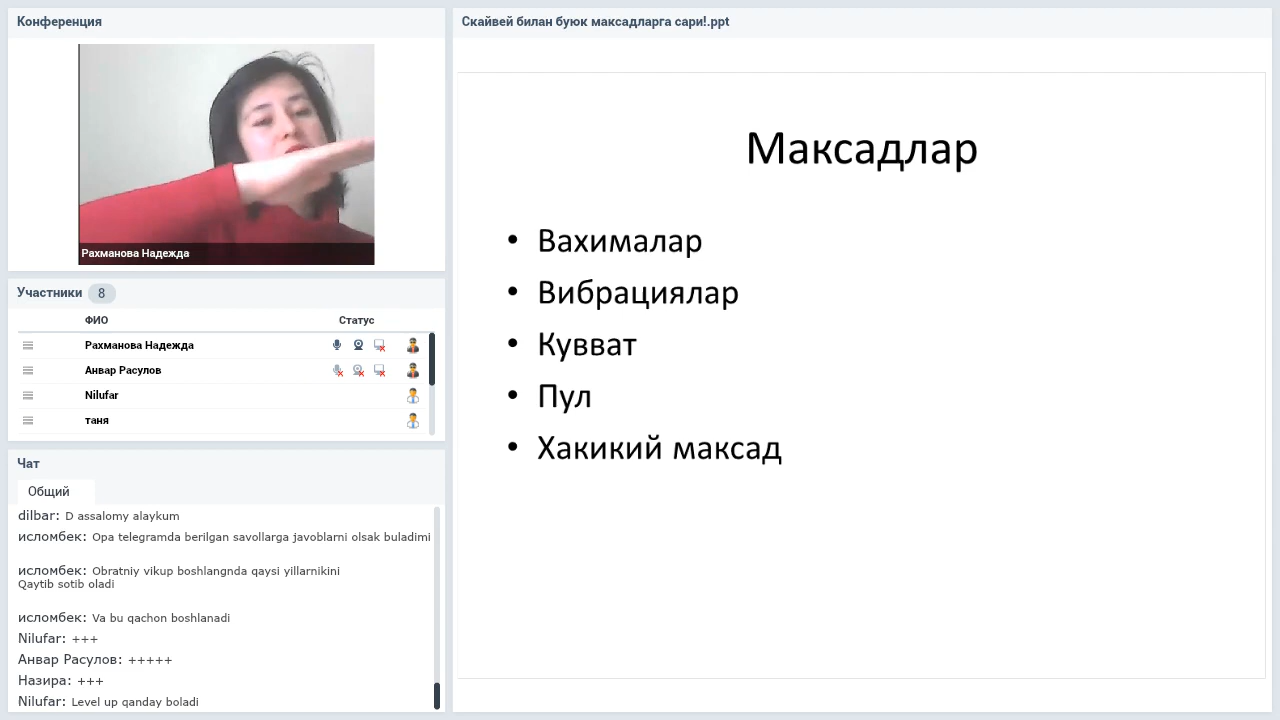 Конференция
Рахманова Надежда
Участники 8
ФИО Статус
Рахманова Надежда
Анвар Расулов
Nilufar
таня
Чат
Общий
dilbar: D assalomy alaykum
исломбек: Opa telegramda berilgan savollarga javoblarni olsak buladimi
исломбек: Obratniy vikup boshlangnda qaysi yillarnikini
Qaytib sotib oladi
исломбек: Va bu qachon boshlanadi
Nilufar: +++
Анвар Расулов: +++++
Назира: +++
Nilufar: Level up qanday boladi
Скайвей билан буюк максадларга сари!.ppt
Максадлар
• Вахималар
• Вибрациялар
• Кувват
• Пул
• Хакикий максад